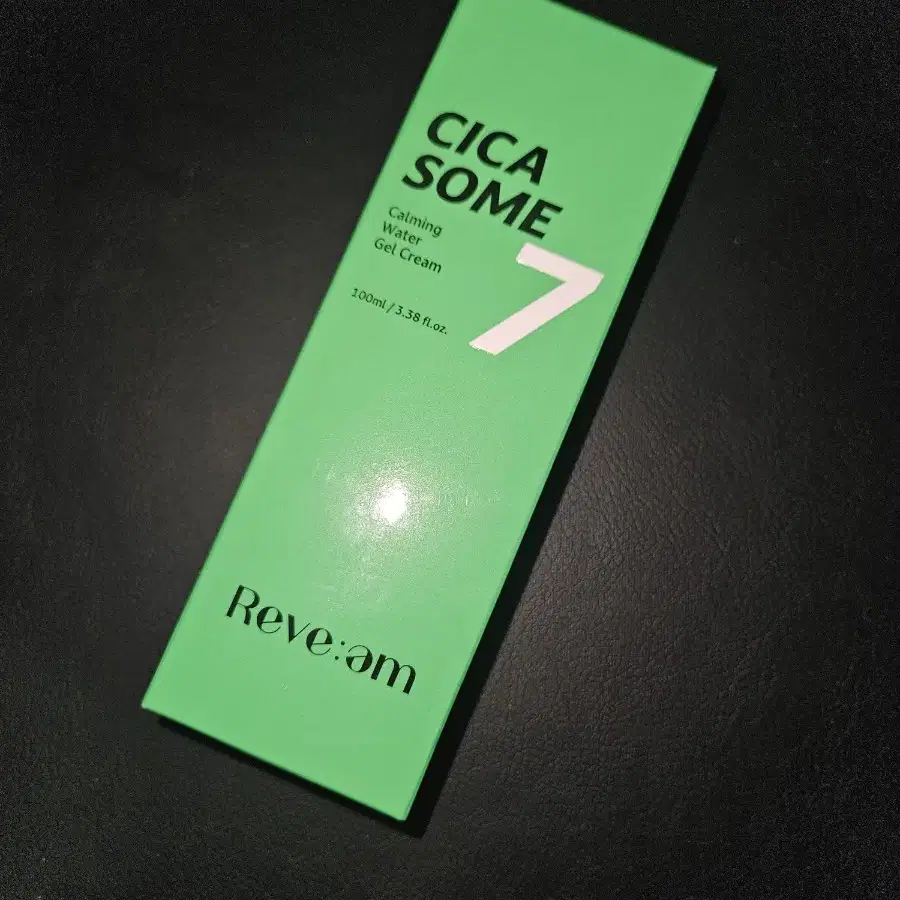 CICA
SOME
7
Calming
Water
Gel Cream
100ml / 3.38 fl.oz.
Reve:am